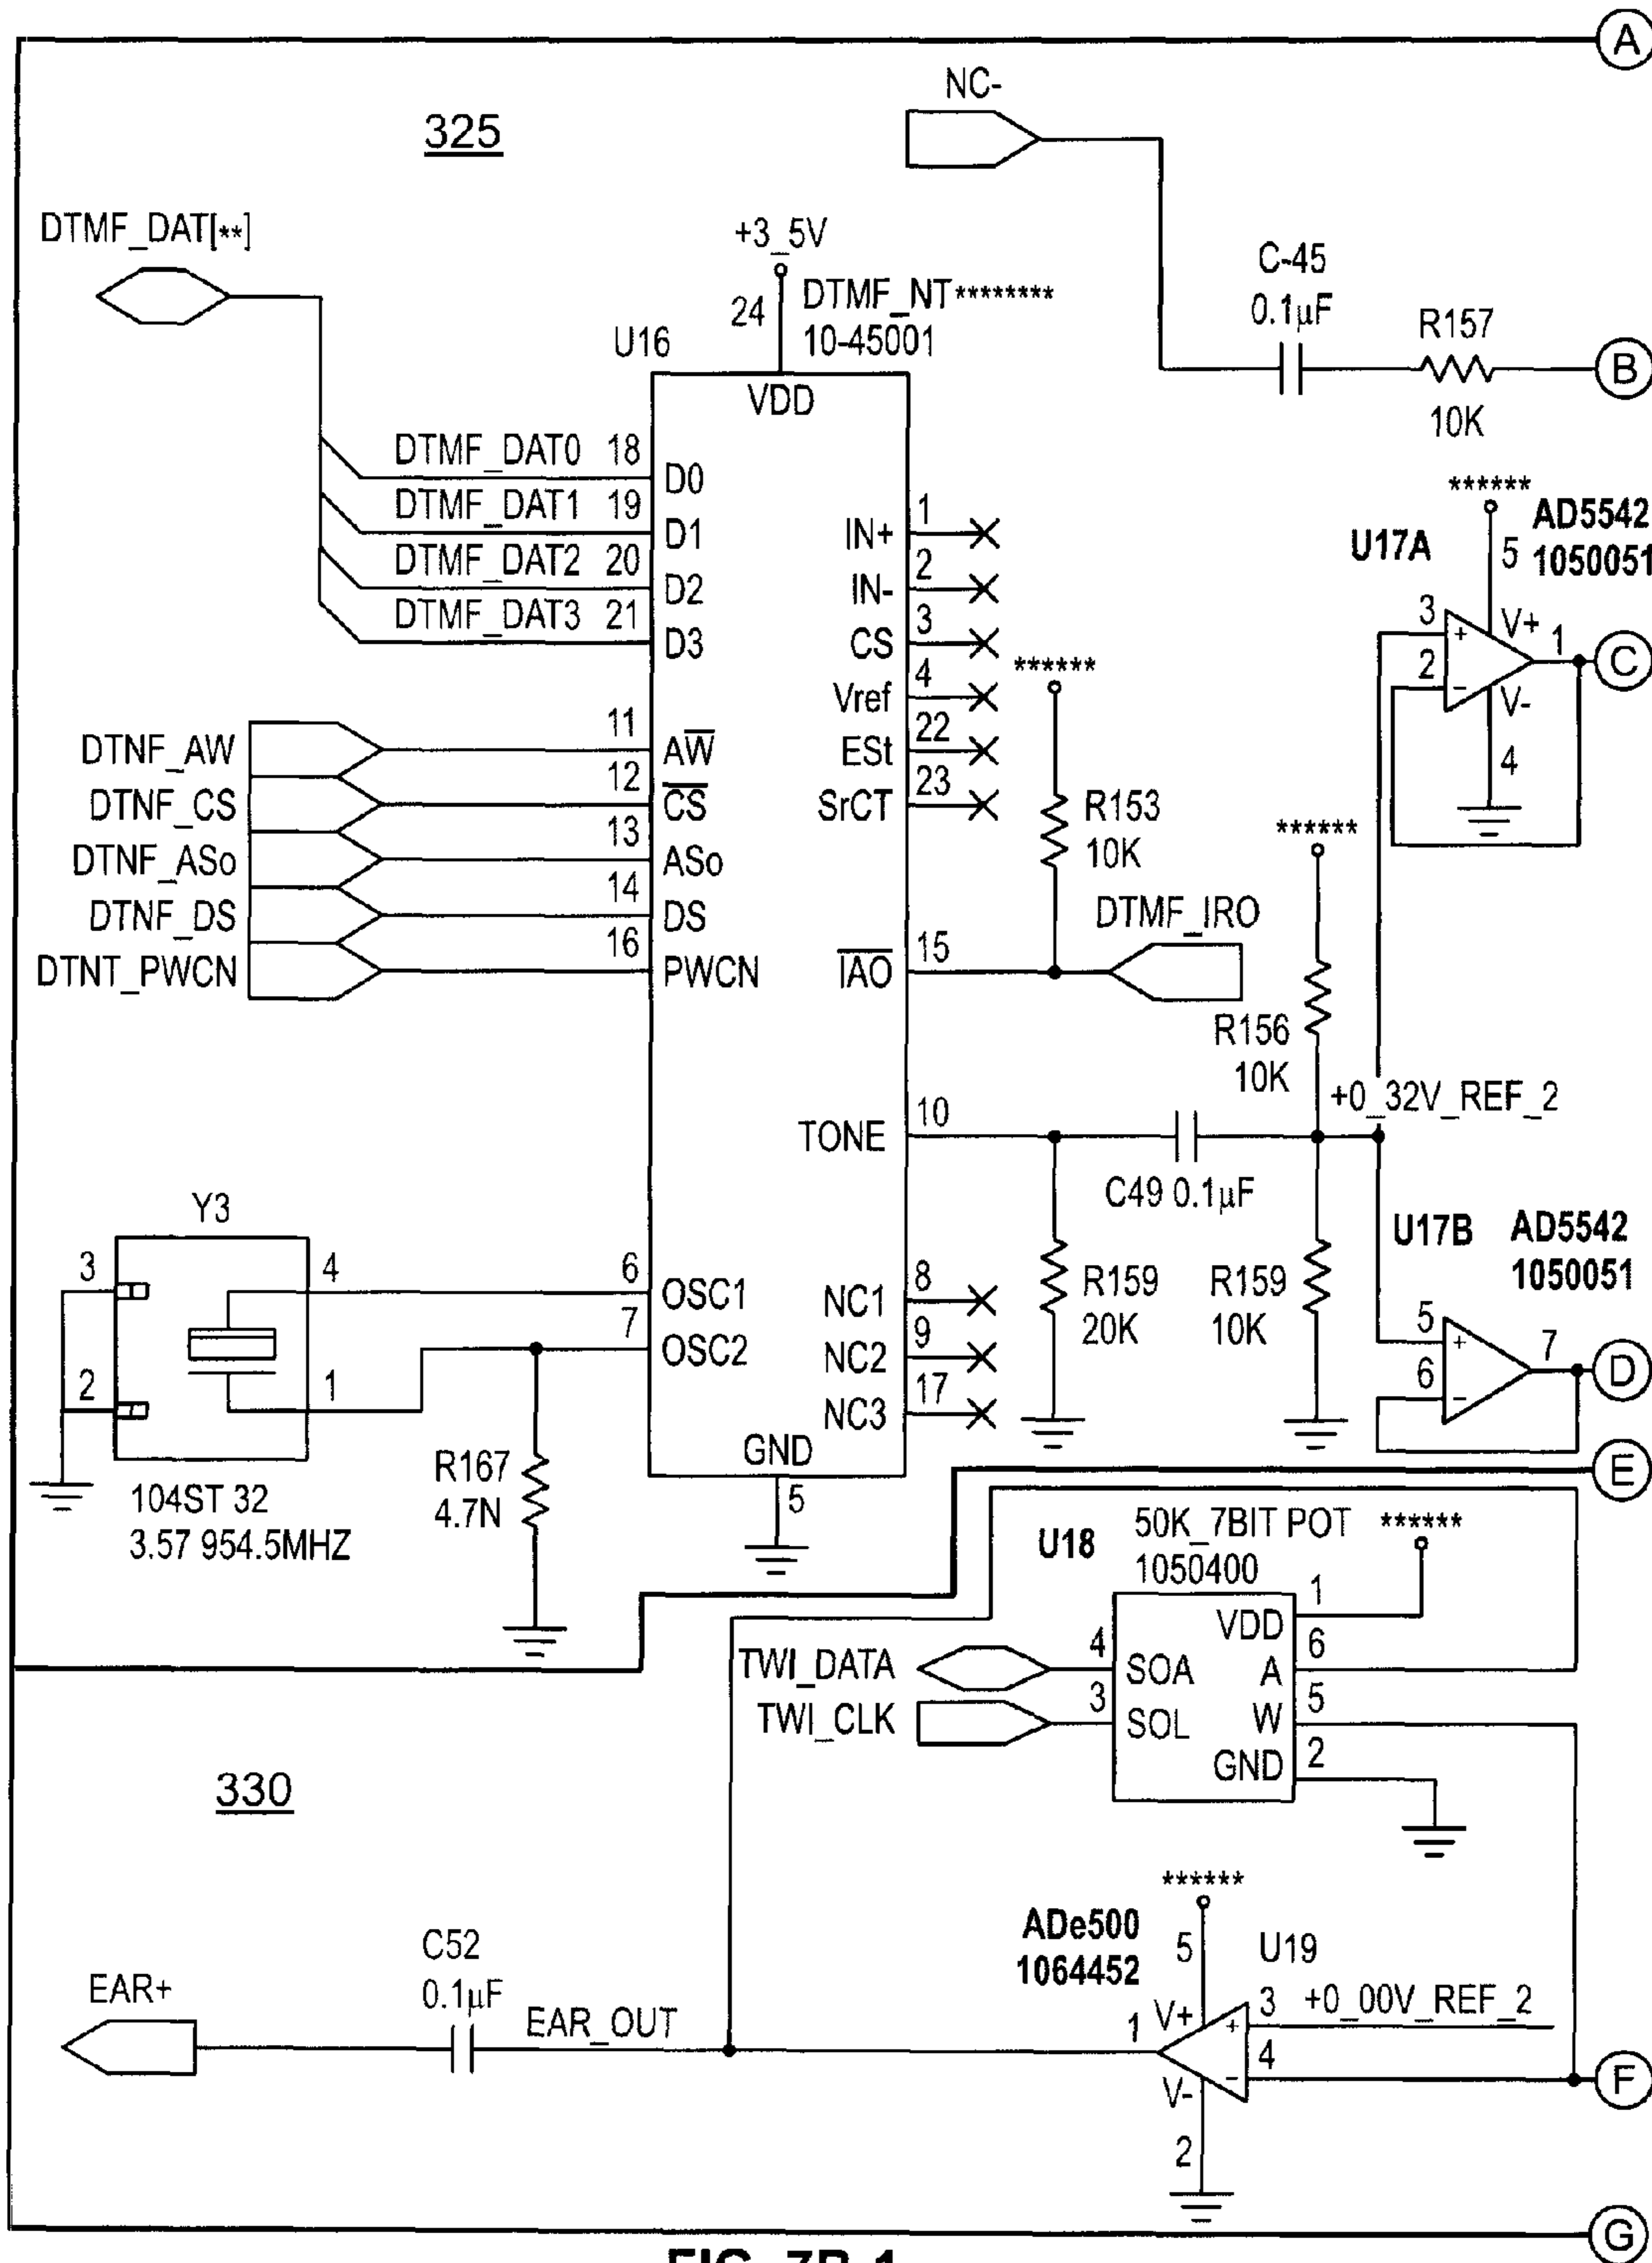 A
NC-
325
DTMF_DAT[**]
+3_5V
24
DTMF_NT********
10-45001
U16
C-45
0.1µF
R157
10K
B
VDD
DTMF_DAT0 18 D0
DTMF_DAT1 19 D1
DTMF_DAT2 20 D2
DTMF_DAT3 21 D3
IN+ 1
IN- 2
CS 3
Vref 4
ESt 22
SrCT 23
******
U17A
5
AD5542
1050051
3 +
2 -
V+
1
V-
4
C
DTNF_AW 11 AW̅
DTNF_CS 12 C̅S̅
DTNF_ASo 13 ASo
DTNF_DS 14 DS
DTNT_PWCN 16 PWCN
******
R153
10K
DTMF_IRO
I̅A̅O̅ 15
******
R156
10K
+0_32V_REF_2
TONE 10
C49 0.1µF
R159
20K
R159
10K
U17B
AD5542
1050051
5 +
6 -
7
D
Y3
3
4
2
1
104ST 32
3.57 954.5MHZ
6 OSC1
7 OSC2
R167
4.7N
NC1 8
NC2 9
NC3 17
GND
5
E
U18
50K_7BIT POT
1050400
******
VDD 1
A 6
W 5
GND 2
TWI_DATA 4 SOA
TWI_CLK 3 SOL
330
******
ADe500
1064452
5
U19
V+
1
3 + +0_00V_REF_2
4 -
V-
2
F
EAR+
C52
0.1µF
EAR_OUT
G
FIG. 7B-1